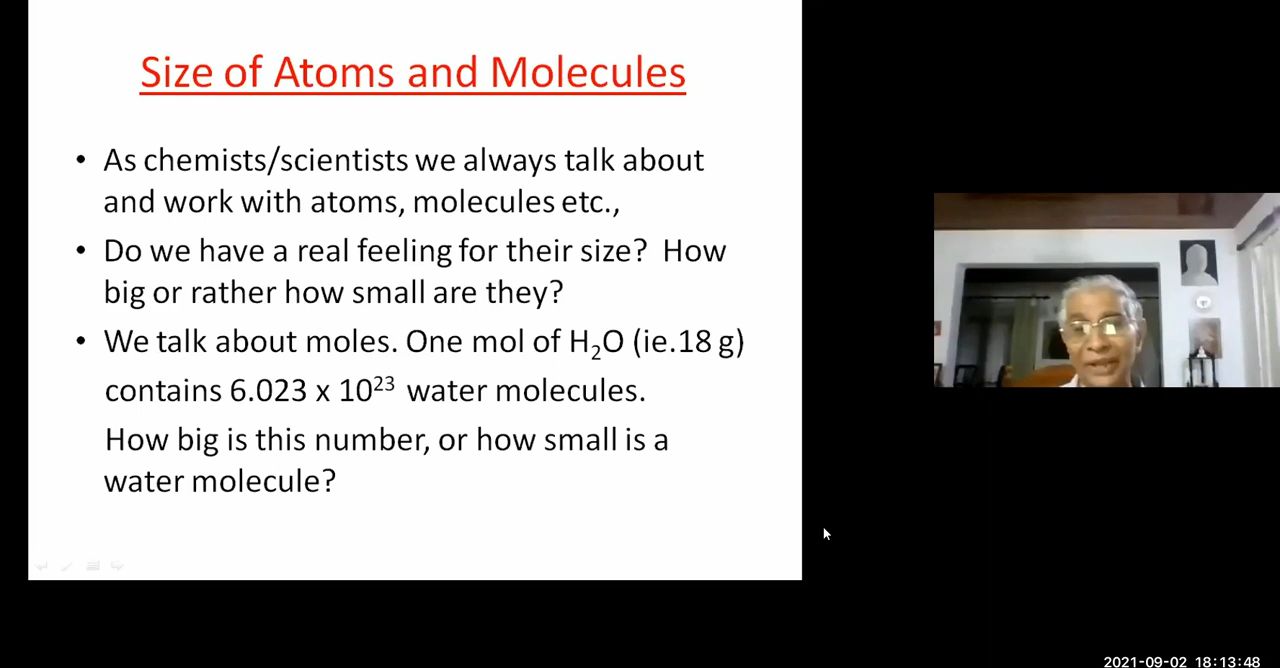 Size of Atoms and Molecules
• As chemists/scientists we always talk about
and work with atoms, molecules etc.,
• Do we have a real feeling for their size?  How
big or rather how small are they?
• We talk about moles. One mol of H₂O (ie.18 g)
contains 6.023 x 10²³ water molecules.
How big is this number, or how small is a
water molecule?
2021-09-02 18:13:48